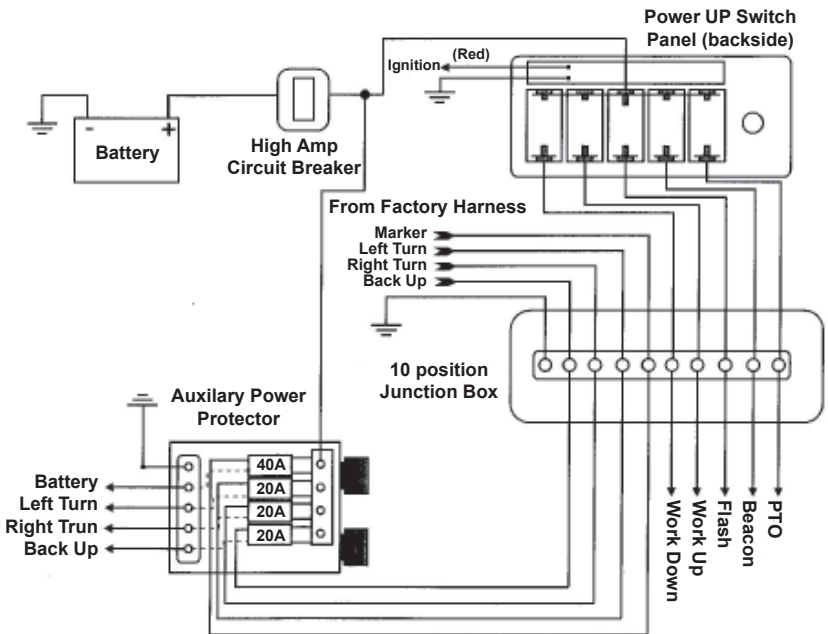 Power UP Switch
Panel (backside)
(Red)
Ignition
- +
Battery
High Amp
Circuit Breaker
From Factory Harness
Marker
Left Turn
Right Turn
Back Up
10 position
Junction Box
Auxilary Power
Protector
40A
20A
20A
20A
Battery
Left Turn
Right Trun
Back Up
Work Down
Work Up
Flash
Beacon
PTO